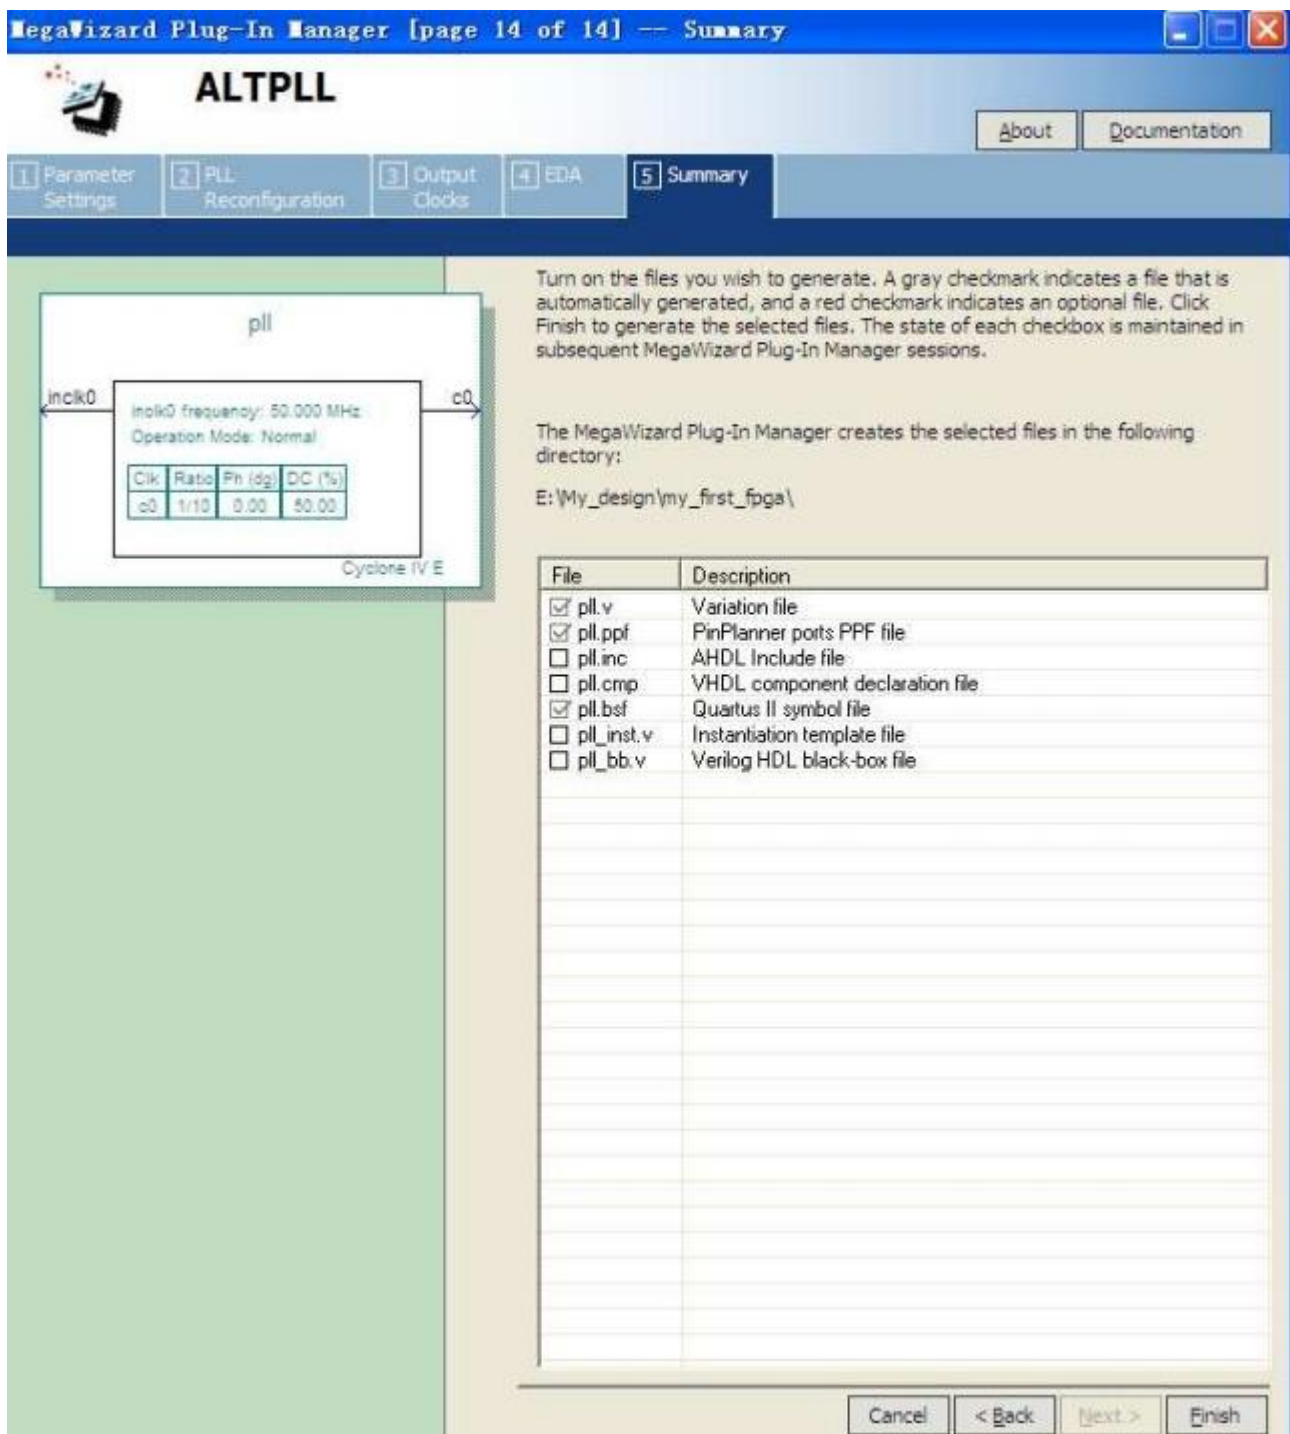 MegaWizard Plug-In Manager [page 14 of 14] -- Summary
ALTPLL
About
Documentation
1 Parameter Settings
2 PLL Reconfiguration
3 Output Clocks
4 EDA
5 Summary
pll
inclk0
c0
inclk0 frequency: 50.000 MHz
Operation Mode: Normal
Clk Ratio Ph (dg) DC (%)
c0 1/10 0.00 50.00
Cyclone IV E
Turn on the files you wish to generate. A gray checkmark indicates a file that is
automatically generated, and a red checkmark indicates an optional file. Click
Finish to generate the selected files. The state of each checkbox is maintained in
subsequent MegaWizard Plug-In Manager sessions.
The MegaWizard Plug-In Manager creates the selected files in the following
directory:
E:\My_design\my_first_fpga\
File Description
pll.v Variation file
pll.ppf PinPlanner ports PPF file
pll.inc AHDL Include file
pll.cmp VHDL component declaration file
pll.bsf Quartus II symbol file
pll_inst.v Instantiation template file
pll_bb.v Verilog HDL black-box file
Cancel
< Back
Next >
Finish